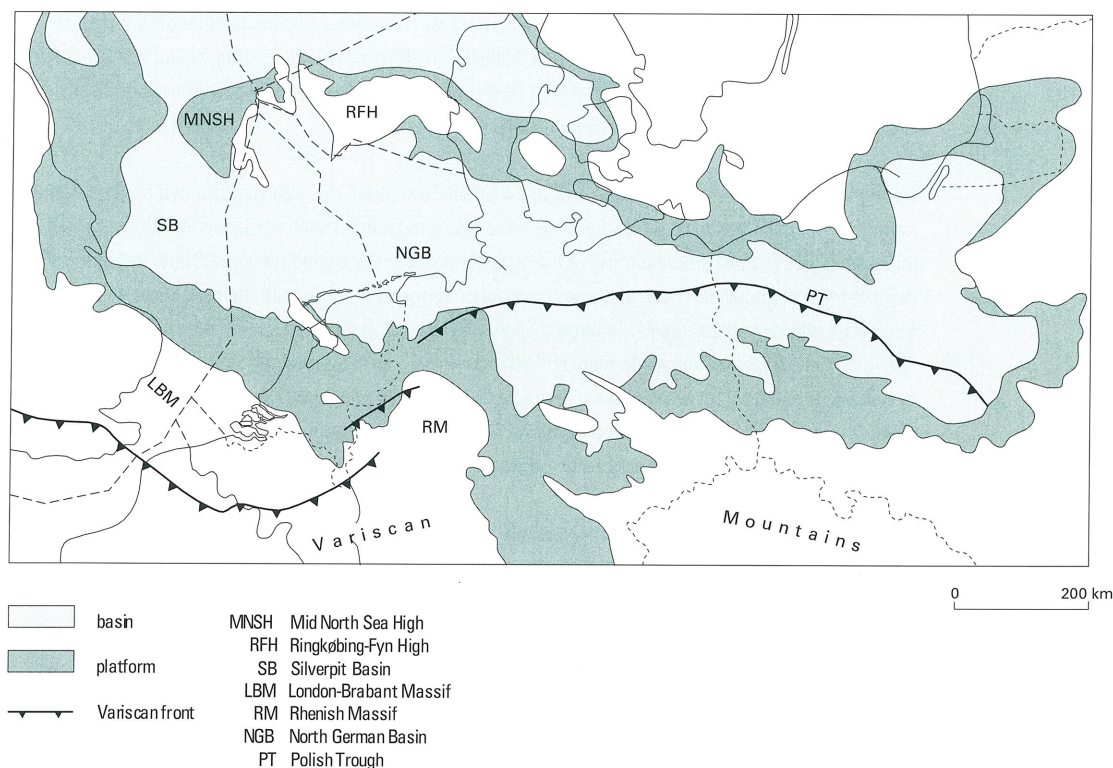 MNSH
RFH
SB
NGB
PT
LBM
RM
Variscan
Mountains
0 200 km
basin
platform
Variscan front
MNSH Mid North Sea High
RFH Ringkøbing-Fyn High
SB Silverpit Basin
LBM London-Brabant Massif
RM Rhenish Massif
NGB North German Basin
PT Polish Trough